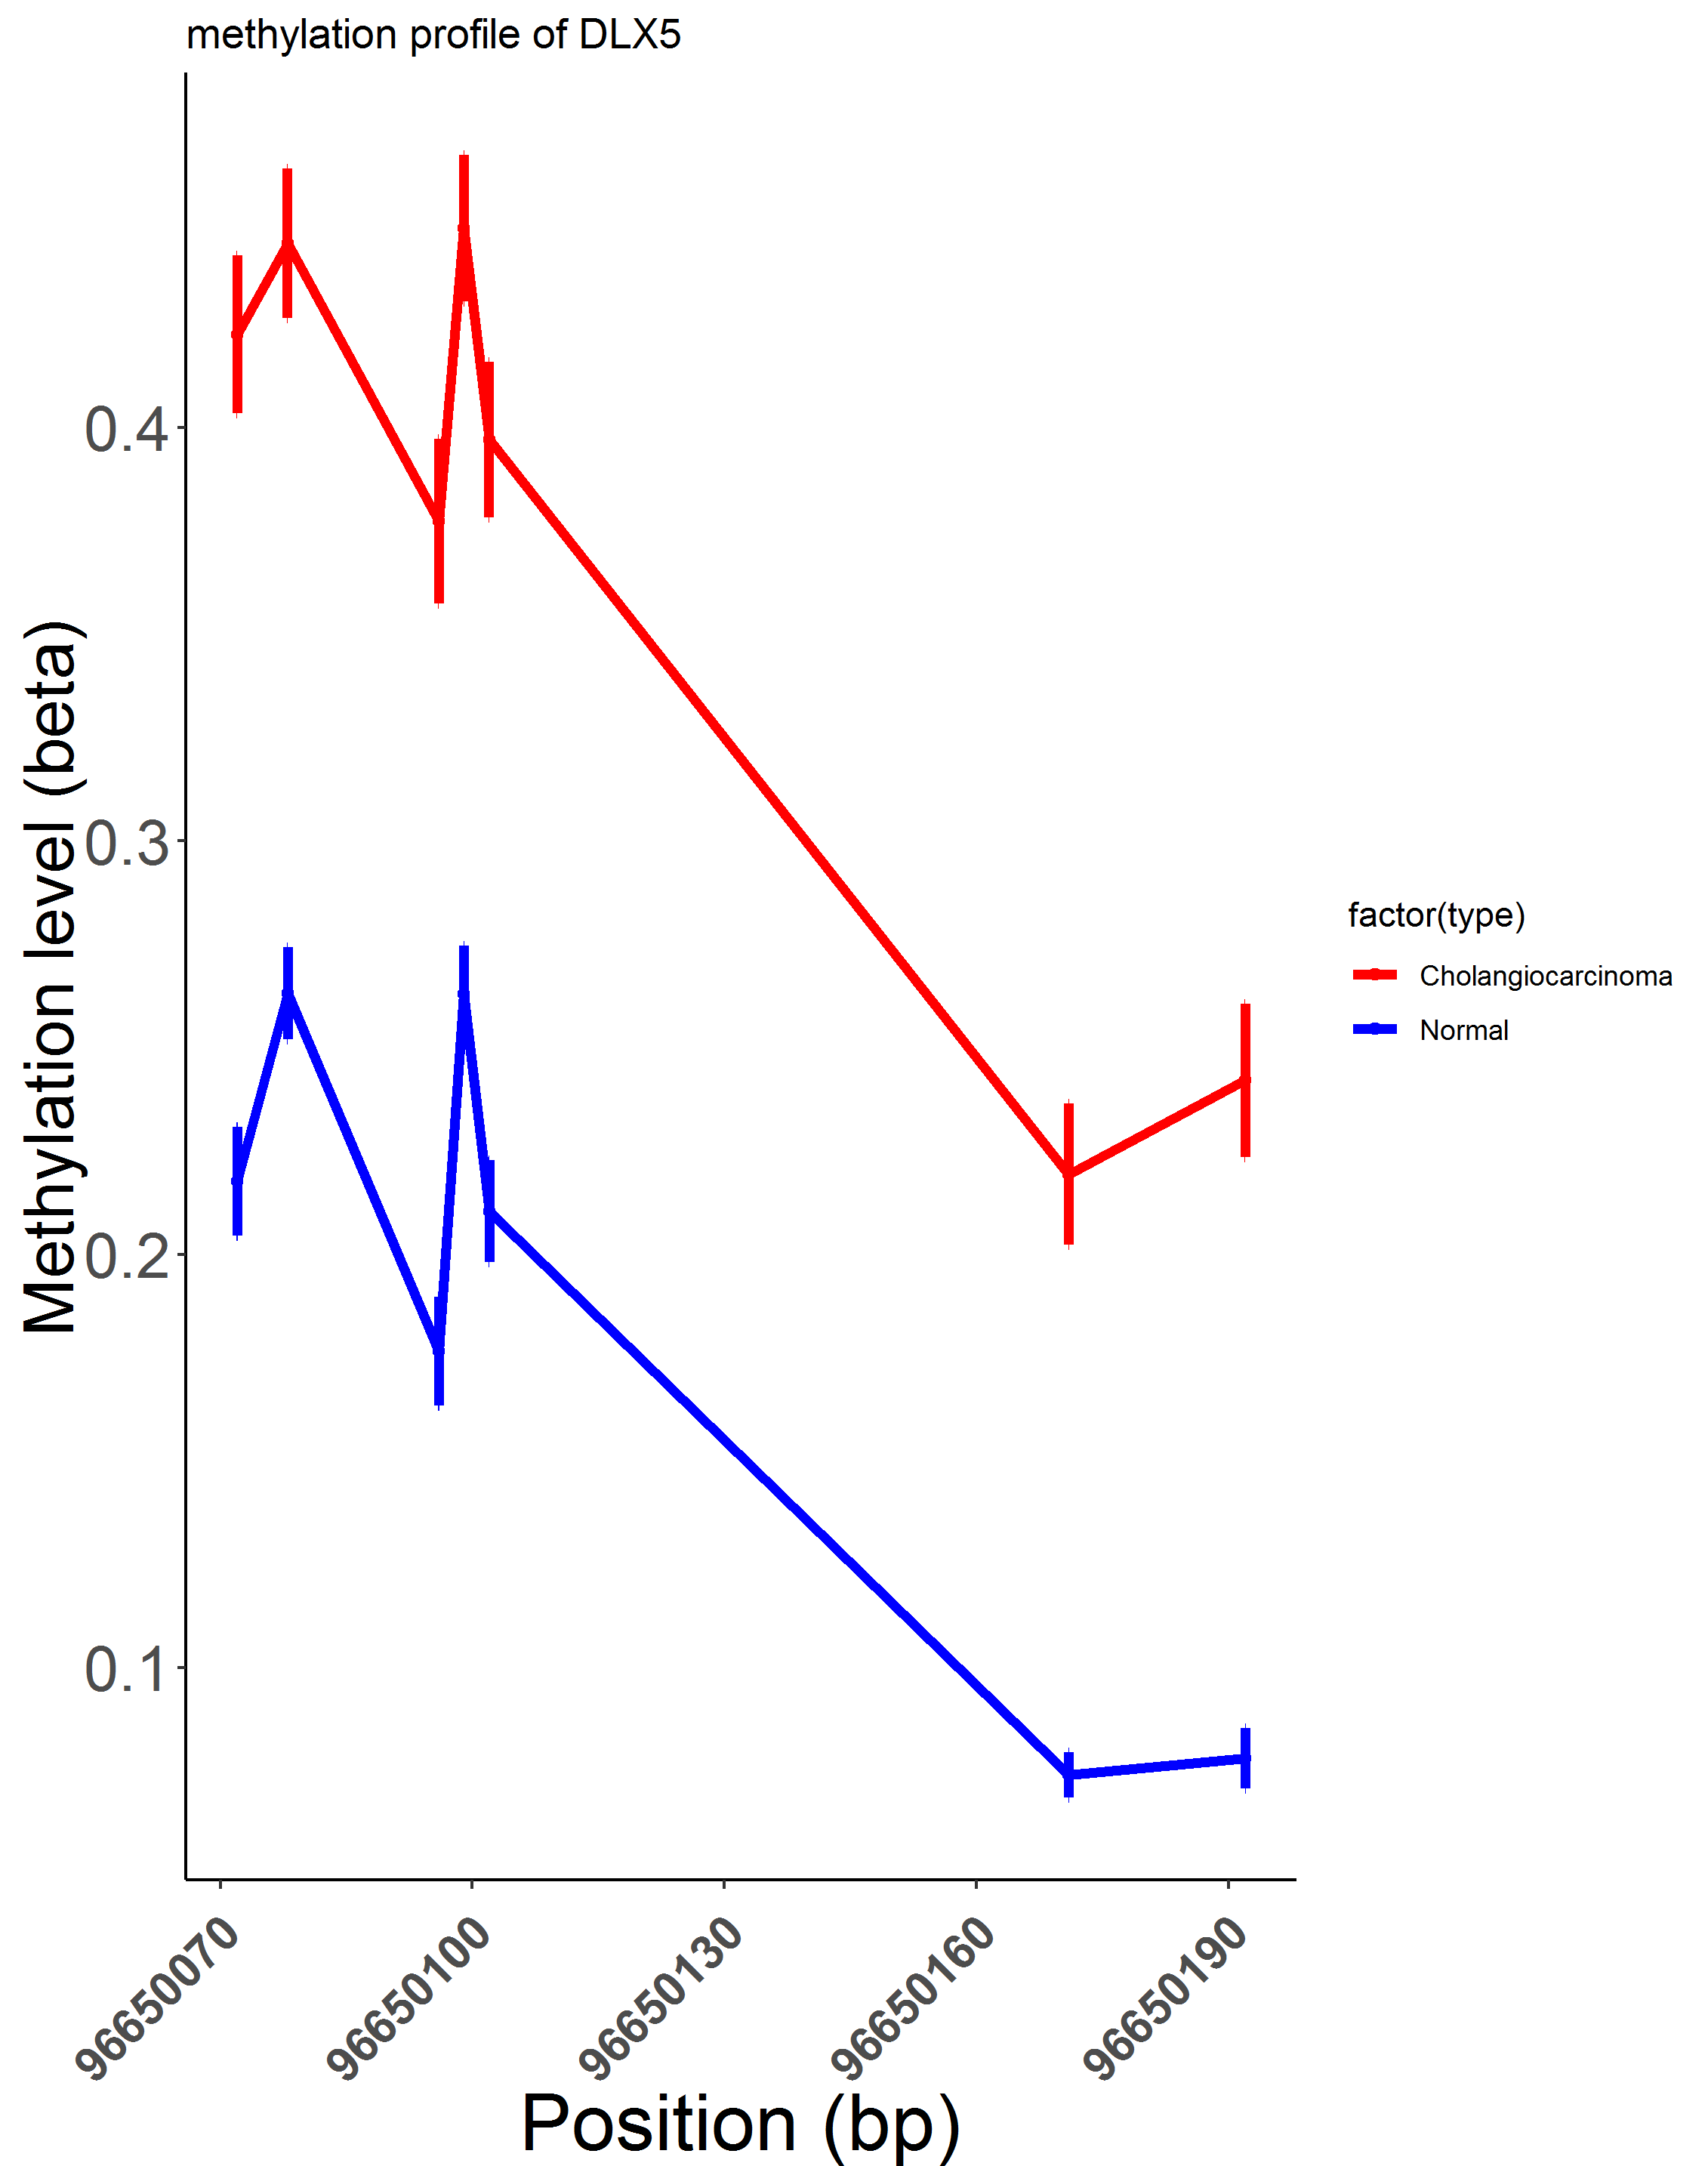 methylation profile of DLX5
Methylation level (beta)
0.4
0.3
0.2
0.1
96650070
96650100
96650130
96650160
96650190
Position (bp)
factor(type)
Cholangiocarcinoma
Normal